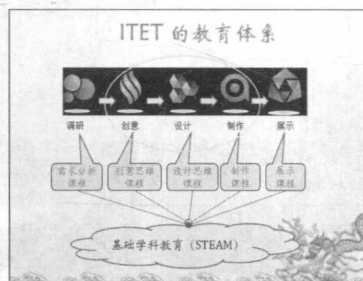 ITET 的教育体系
调研 创意 设计 制作 展示
需求分析课程 创意思维课程 设计思维课程 制作课程 展示课程
基础学科教育（STEAM）